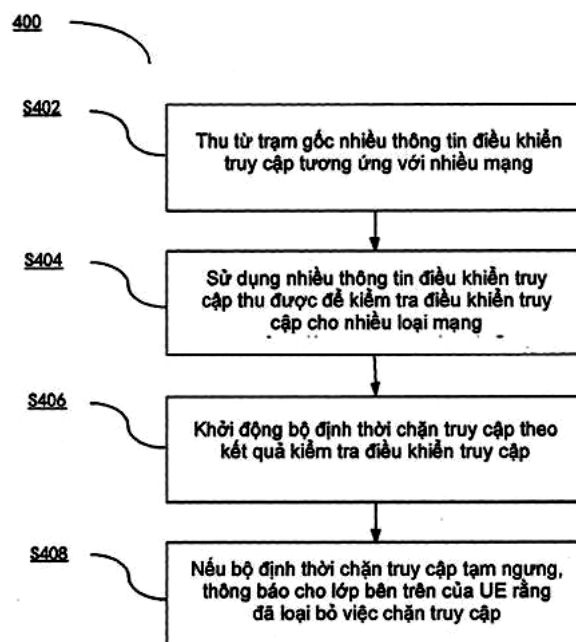 400
S402
Thu từ trạm gốc nhiều thông tin điều khiển
truy cập tương ứng với nhiều mạng
S404
Sử dụng nhiều thông tin điều khiển truy
cập thu được để kiểm tra điều khiển truy
cập cho nhiều loại mạng
S406
Khởi động bộ định thời chặn truy cập theo
kết quả kiểm tra điều khiển truy cập
S408
Nếu bộ định thời chặn truy cập tạm ngưng,
thông báo cho lớp bên trên của UE rằng
đã loại bỏ việc chặn truy cập